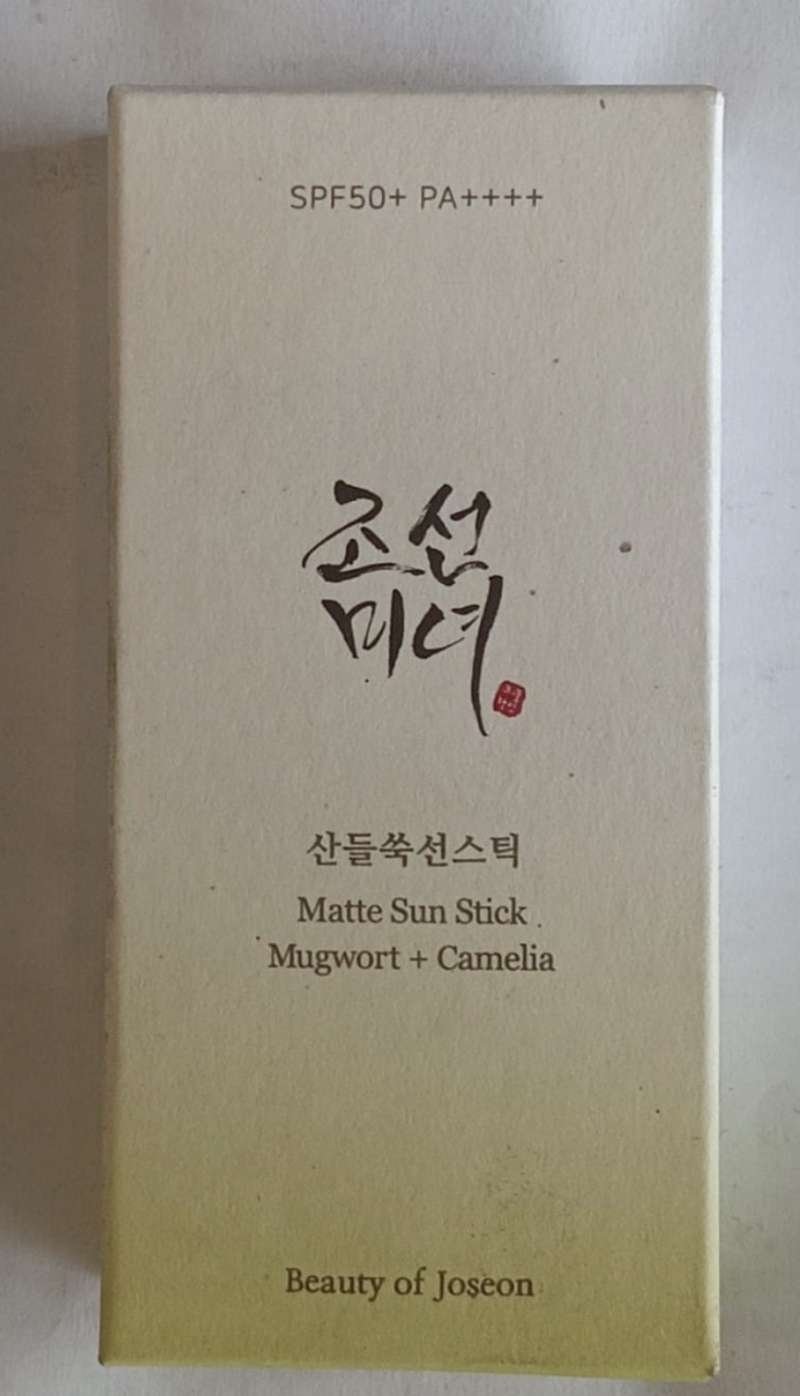 SPF50+ PA++++
조선
미녀
산들쑥선스틱
Matte Sun Stick
Mugwort + Camelia
Beauty of Joseon